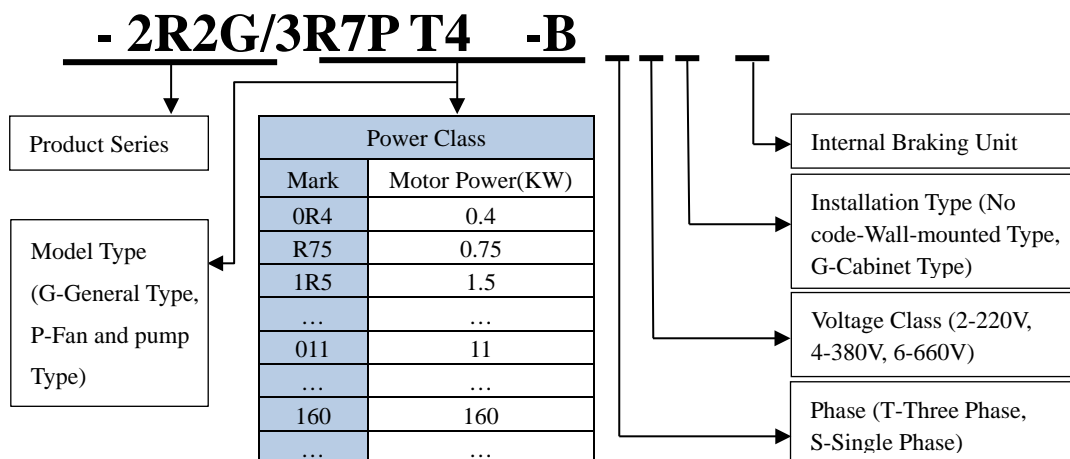 - 2R2G/3R7P T4 -B
Product Series
Model Type
(G-General Type,
P-Fan and pump
Type)
Power Class
Mark Motor Power(KW)
0R4 0.4
R75 0.75
1R5 1.5
… …
011 11
… …
160 160
… …
Internal Braking Unit
Installation Type (No
code-Wall-mounted Type,
G-Cabinet Type)
Voltage Class (2-220V,
4-380V, 6-660V)
Phase (T-Three Phase,
S-Single Phase)